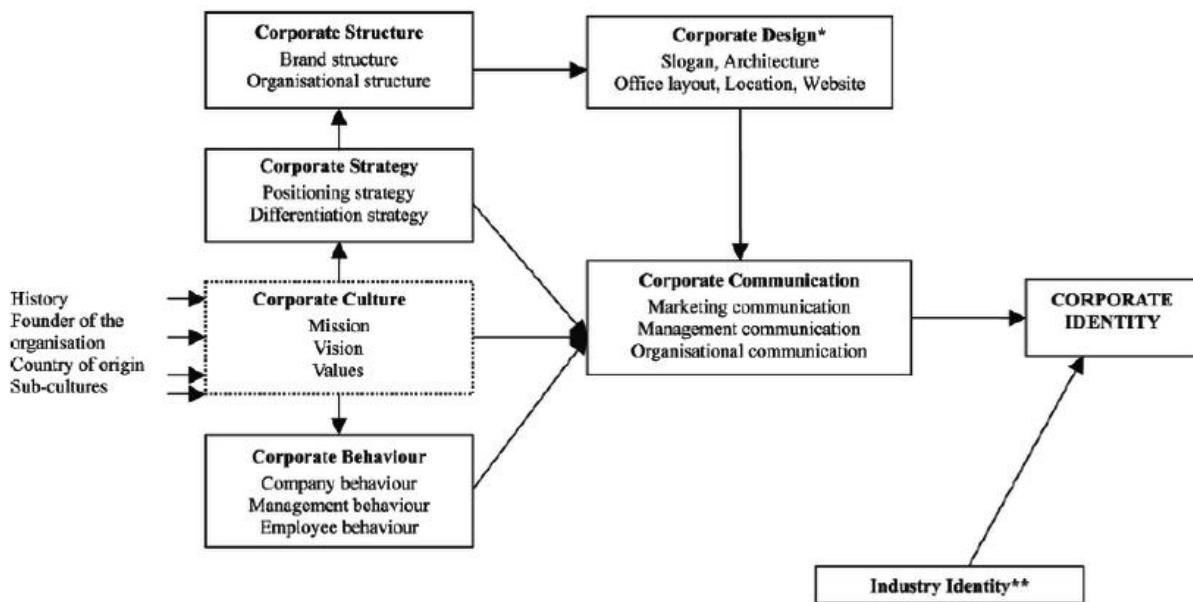 Corporate Structure
Brand structure
Organisational structure
Corporate Design*
Slogan, Architecture
Office layout, Location, Website
Corporate Strategy
Positioning strategy
Differentiation strategy
History
Founder of the
organisation
Country of origin
Sub-cultures
Corporate Culture
Mission
Vision
Values
Corporate Communication
Marketing communication
Management communication
Organisational communication
CORPORATE
IDENTITY
Corporate Behaviour
Company behaviour
Management behaviour
Employee behaviour
Industry Identity**